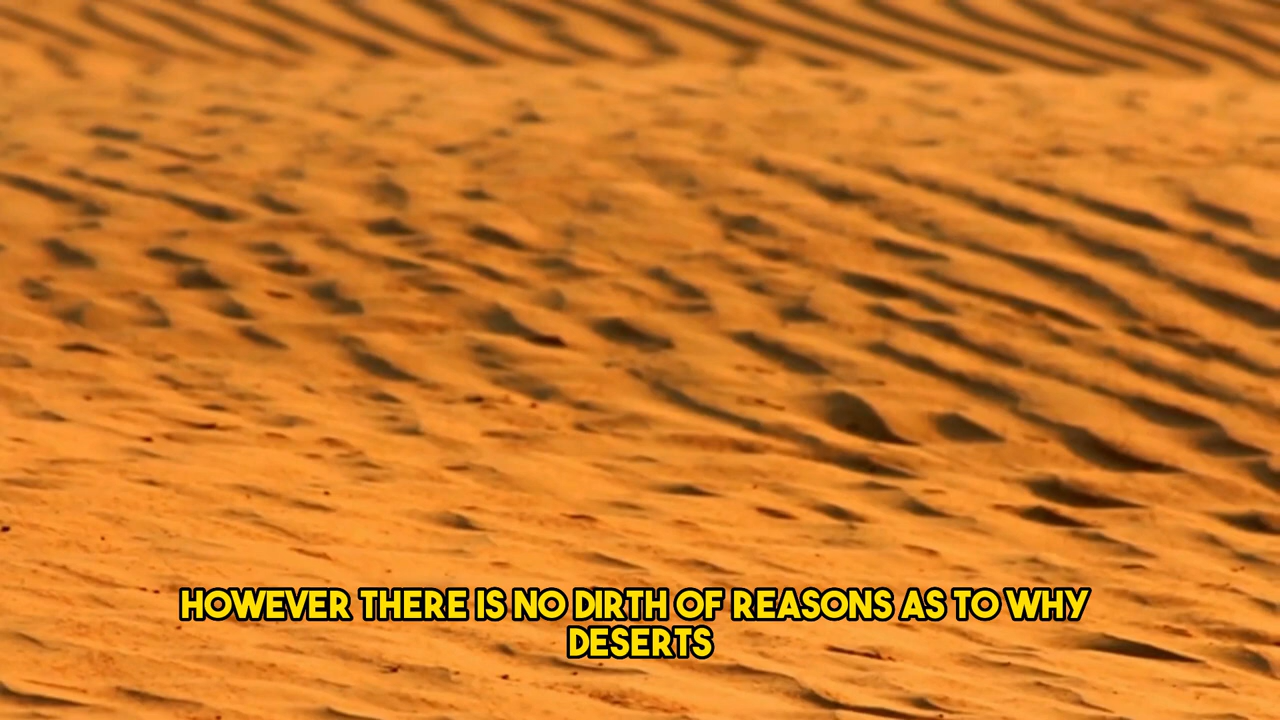 HOWEVER THERE IS NO DIRTH OF REASONS AS TO WHY
DESERTS